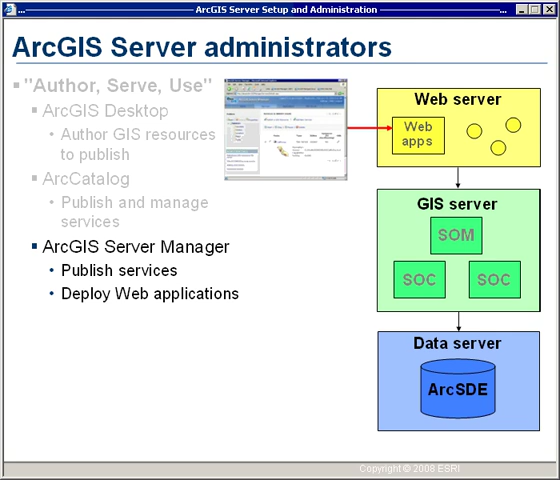 ...
ArcGIS Server Setup and Administration
...
ArcGIS Server administrators
"Author, Serve, Use"
ArcGIS Desktop
Author GIS resources
to publish
ArcCatalog
Publish and manage
services
ArcGIS Server Manager
Publish services
Deploy Web applications
Web server
Web
apps
GIS server
SOM
SOC
SOC
Data server
ArcSDE
Copyright © 2008 ESRI